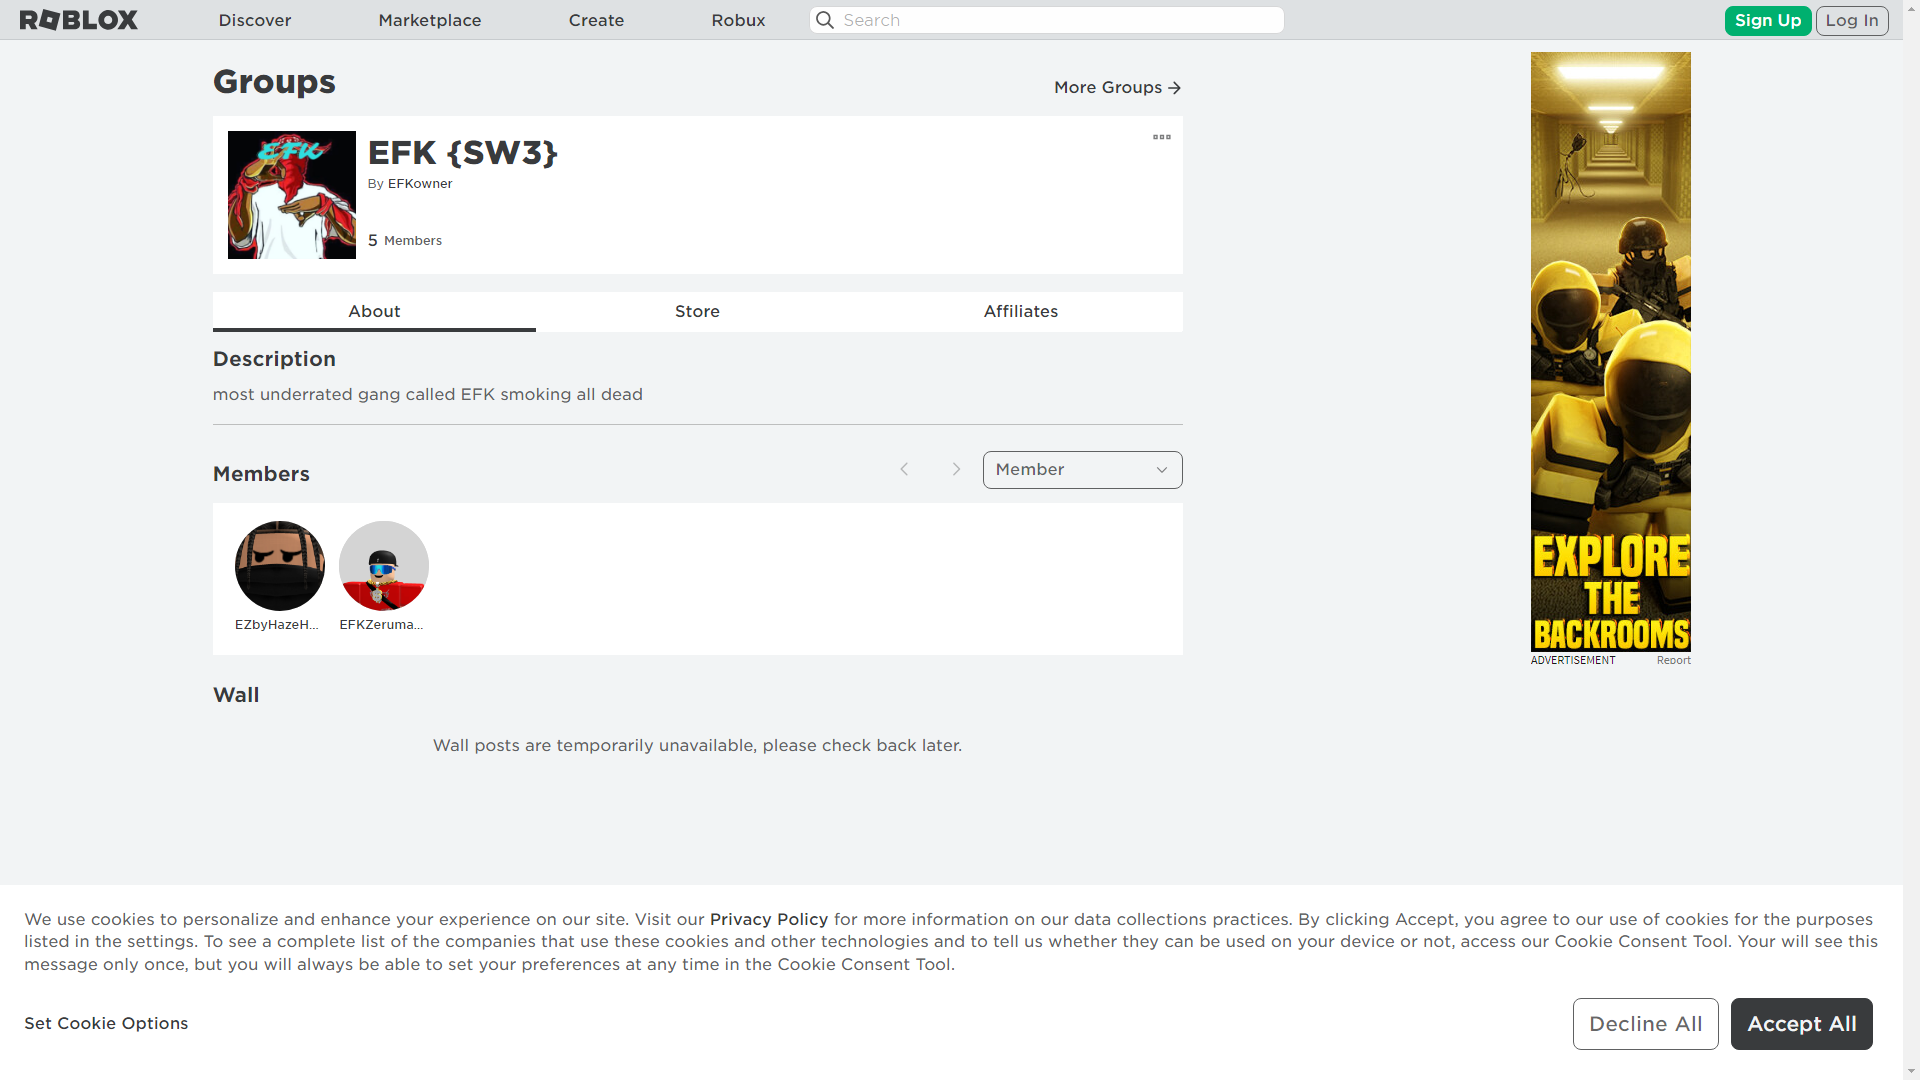 ROBLOX
Discover
Marketplace
Create
Robux
Search
Sign Up
Log In
Groups
More Groups
EFK
EFK {SW3}
By EFKowner
5 Members
About
Store
Affiliates
Description
most underrated gang called EFK smoking all dead
Members
Member
EZbyHazeH...
EFKZeruma...
Wall
Wall posts are temporarily unavailable, please check back later.
EXPLORE
THE
BACKROOMS
ADVERTISEMENT
Report
We use cookies to personalize and enhance your experience on our site. Visit our Privacy Policy for more information on our data collections practices. By clicking Accept, you agree to our use of cookies for the purposes
listed in the settings. To see a complete list of the companies that use these cookies and other technologies and to tell us whether they can be used on your device or not, access our Cookie Consent Tool. Your will see this
message only once, but you will always be able to set your preferences at any time in the Cookie Consent Tool.
Set Cookie Options
Decline All
Accept All